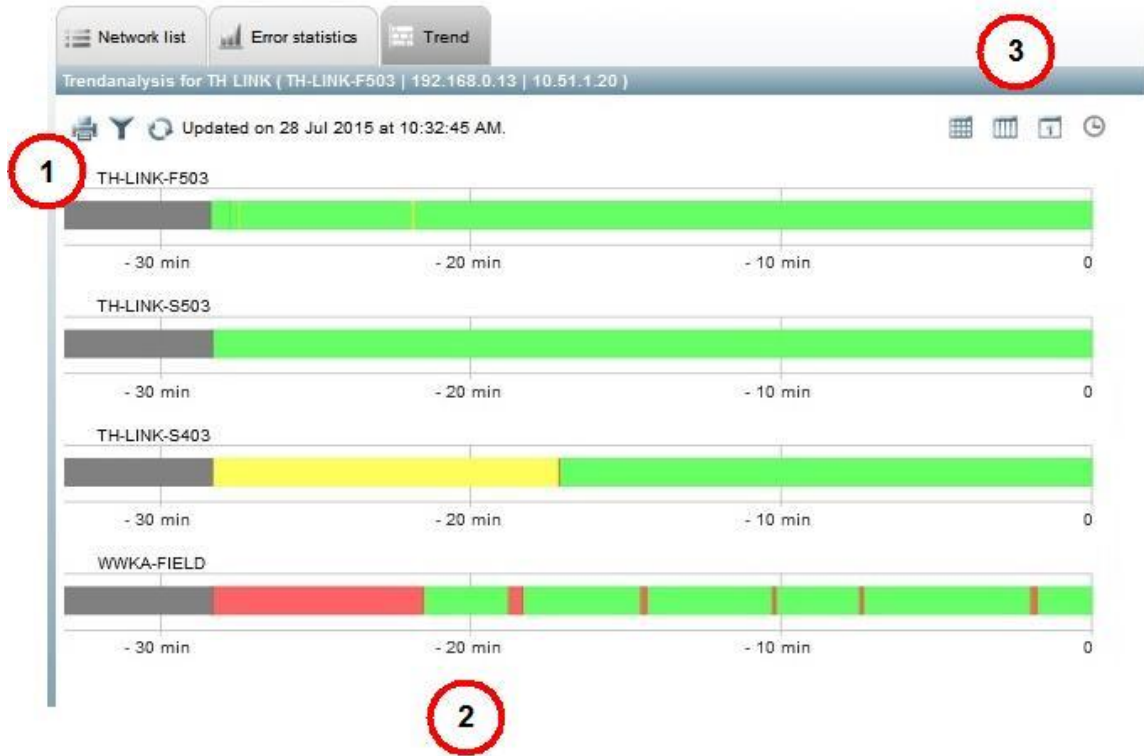 Network list
Error statistics
Trend
3
Trendanalysis for TH LINK ( TH-LINK-F503 | 192.168.0.13 | 10.51.1.20 )
Updated on 28 Jul 2015 at 10:32:45 AM.
1
1
TH-LINK-F503
- 30 min - 20 min - 10 min 0
TH-LINK-S503
- 30 min - 20 min - 10 min 0
TH-LINK-S403
- 30 min - 20 min - 10 min 0
WWKA-FIELD
- 30 min - 20 min - 10 min 0
2